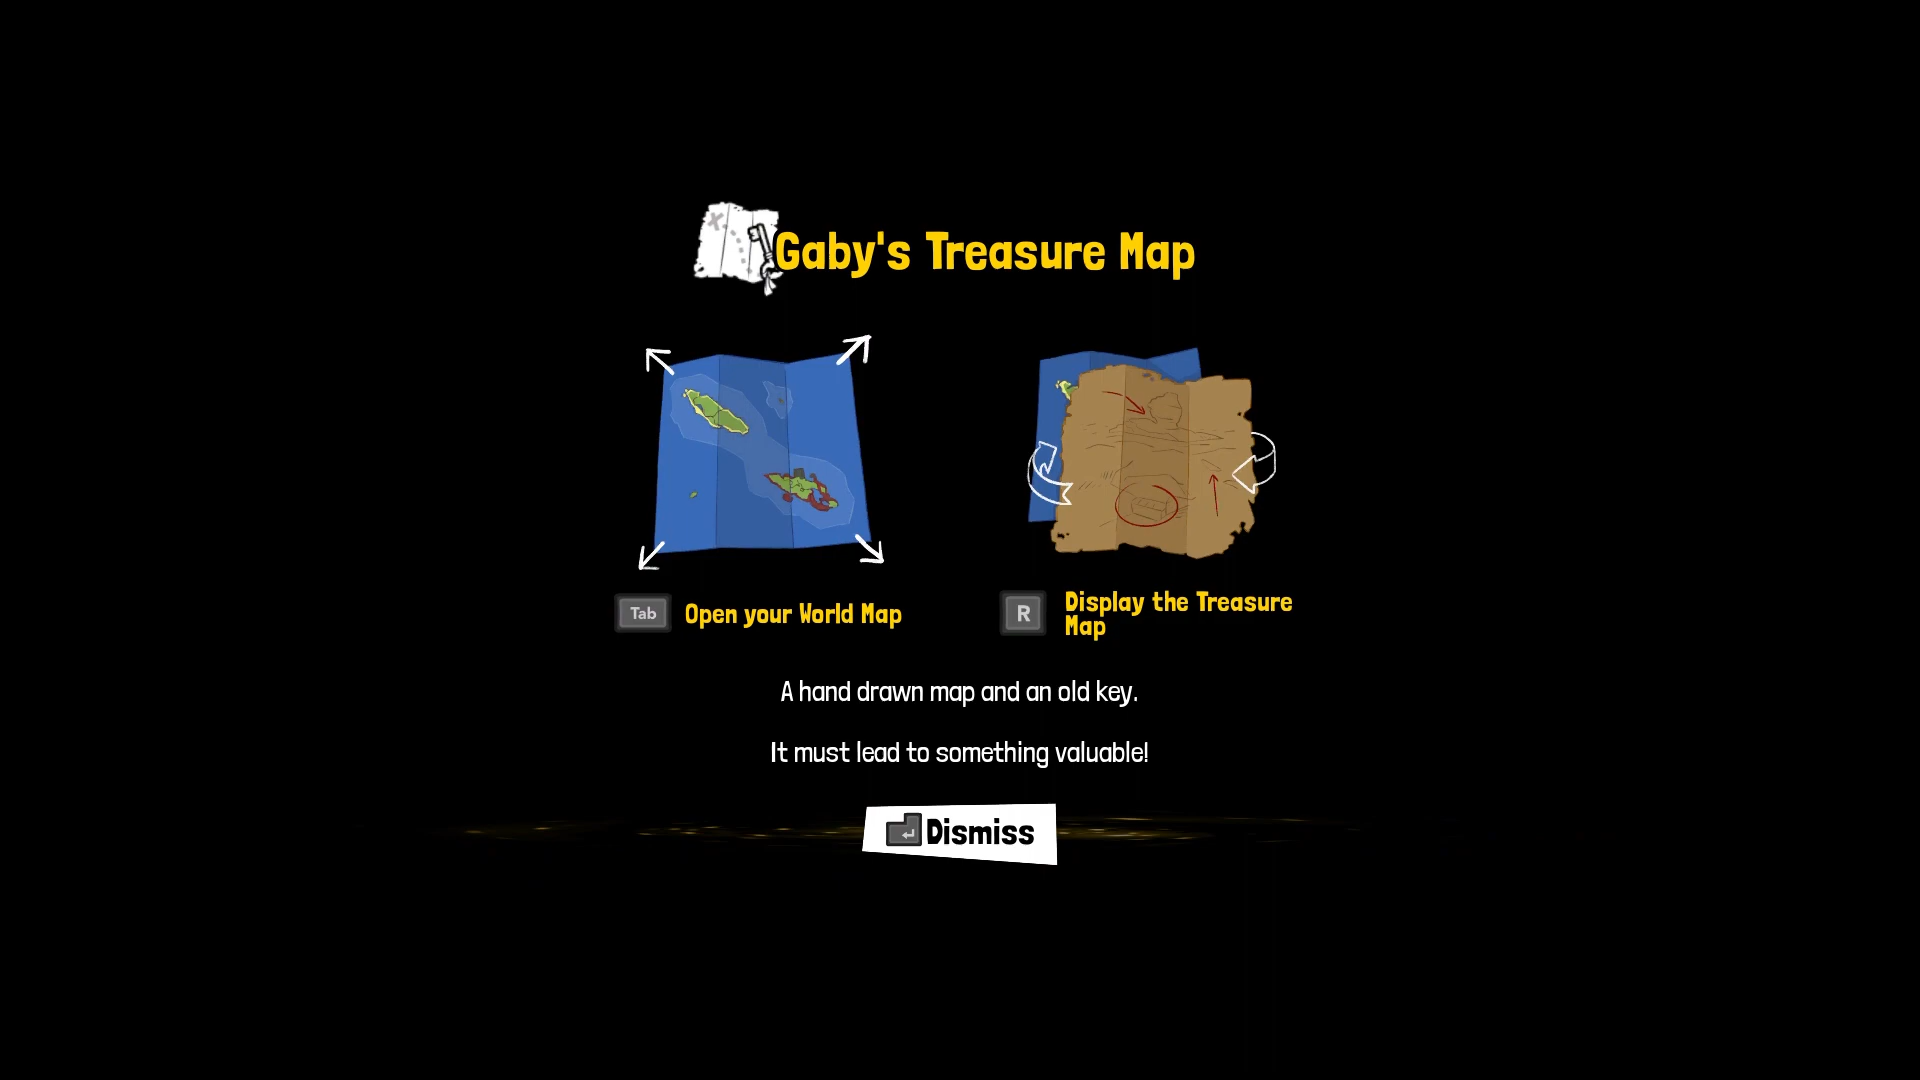 Gaby's Treasure Map
Tab Open your World Map
R Display the Treasure
Map
A hand drawn map and an old key.
It must lead to something valuable!
Dismiss